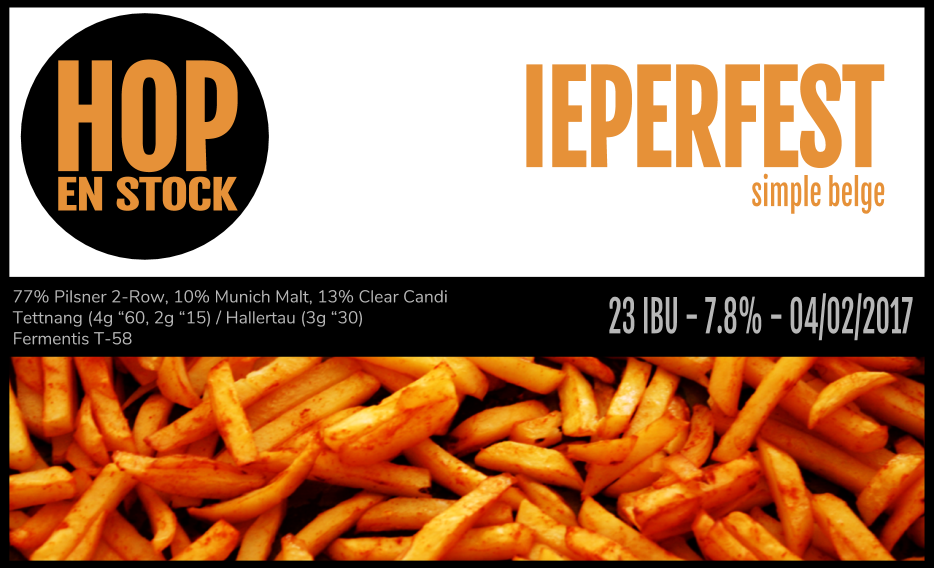 HOP
EN STOCK
IEPERFEST
simple belge
77% Pilsner 2-Row, 10% Munich Malt, 13% Clear Candi
Tettnang (4g “60, 2g “15) / Hallertau (3g “30)
Fermentis T-58
23 IBU - 7.8% - 04/02/2017